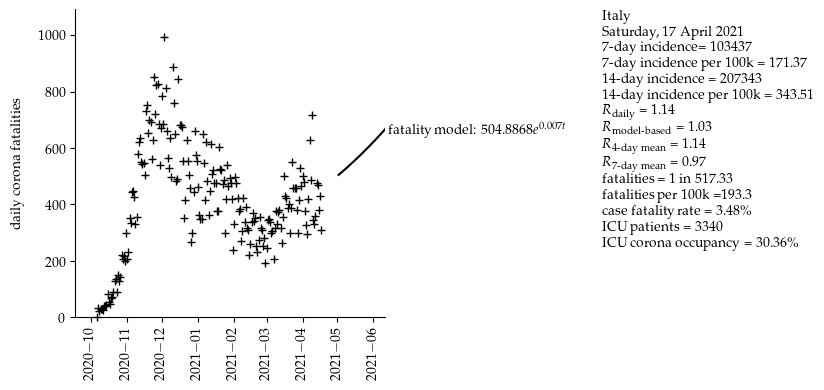 Italy
Saturday, 17 April 2021
7-day incidence= 103437
7-day incidence per 100k = 171.37
14-day incidence = 207343
14-day incidence per 100k = 343.51
R_daily = 1.14
R_model-based = 1.03
R_4-day mean = 1.14
R_7-day mean = 0.97
fatalities = 1 in 517.33
fatalities per 100k =193.3
case fatality rate = 3.48%
ICU patients = 3340
ICU corona occupancy = 30.36%
daily corona fatalities
1000
800
600
400
200
0
fatality model: 504.8868e^0.007t
2020−10
2020−11
2020−12
2021−01
2021−02
2021−03
2021−04
2021−05
2021−06